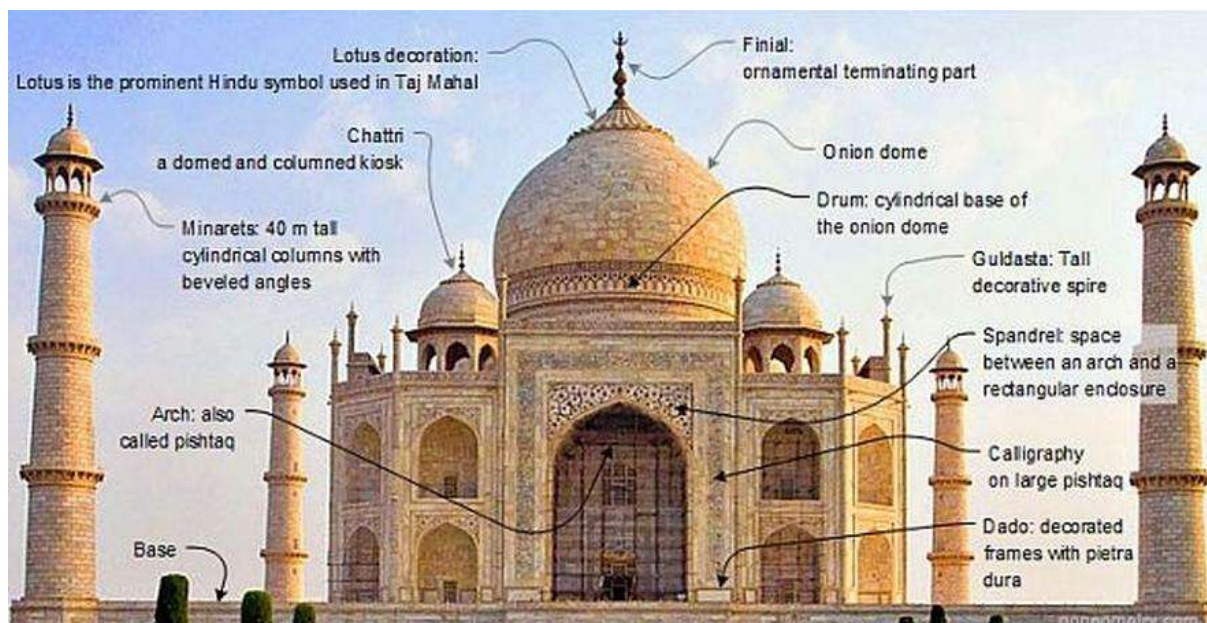 Lotus decoration:
Lotus is the prominent Hindu symbol used in Taj Mahal
Finial:
ornamental terminating part
Chattri
a domed and columned kiosk
Onion dome
Drum: cylindrical base of
the onion dome
Minarets: 40 m tall
cylindrical columns with
beveled angles
Guldasta: Tall
decorative spire
Spandrel: space
between an arch and a
rectangular enclosure
Arch: also
called pishtaq
Calligraphy
on large pishtaq
Dado: decorated
frames with pietra
dura
Base